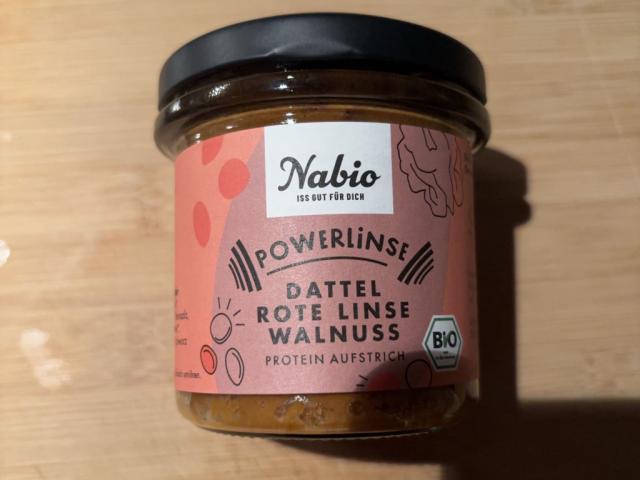 Nabio
ISS GUT FÜR DICH
POWERLiNSE
DATTEL
ROTE LINSE
WALNUSS
PROTEIN AUFSTRICH
BiO